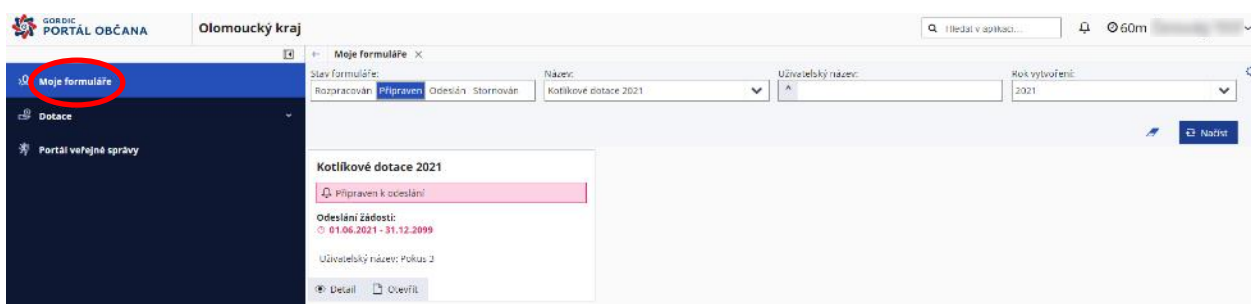 GORDIC
PORTÁL OBČANA
Olomoucký kraj
Hledat v aplikaci...
60m
Moje formuláře
Moje formuláře
Dotace
Portál veřejné správy
Stav formuláře:
Rozpracován Připraven Odeslán Stornován
Název:
Kotlíkové dotace 2021
Uživatelský název:
^
Rok vytvoření:
2021
Načíst
Kotlíkové dotace 2021
Připraven k odeslání
Odeslání žádosti:
01.06.2021 - 31.12.2099
Uživatelský název: Pokus 3
Detail Otevřít